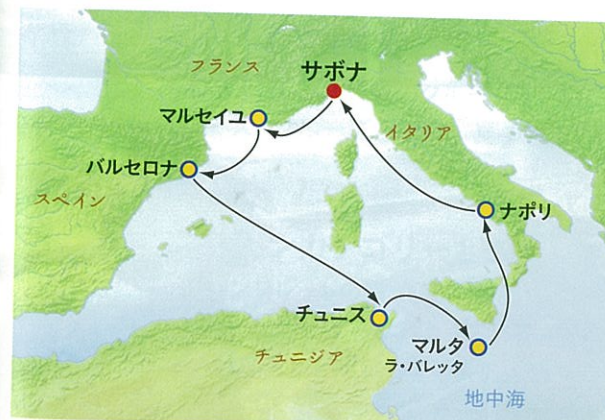 フランス
サボナ
マルセイユ
イタリア
バルセロナ
スペイン
ナポリ
チュニス
マルタ
ラ・バレッタ
チュニジア
地中海